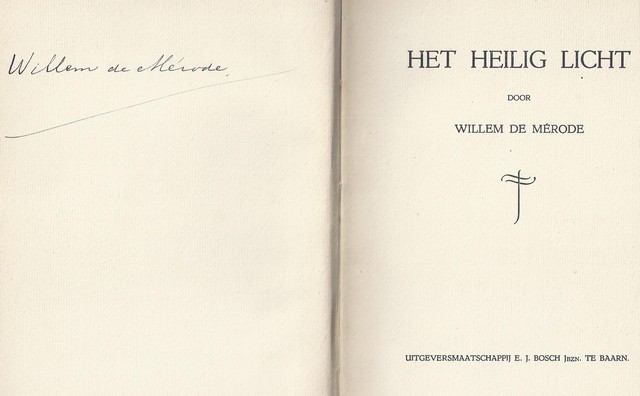 Willem de Mérode.
HET HEILIG LICHT
DOOR
WILLEM DE MÉRODE
UITGEVERSMAATSCHAPPIJ E. J. BOSCH JBZN. TE BAARN.